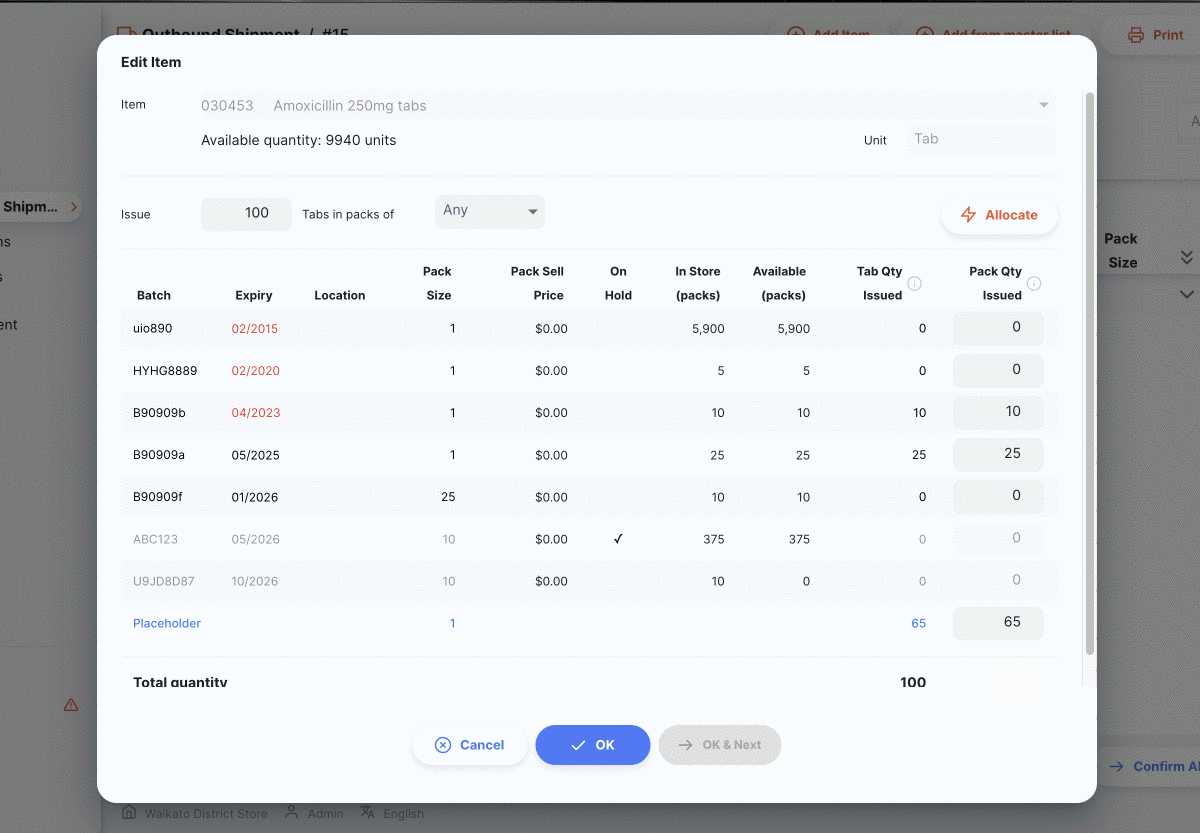 Outbound Shipment / #15
Add Item
Add from master list
Print
Edit Item
Item 030453 Amoxicillin 250mg tabs
Available quantity: 9940 units Unit Tab
Shipm...
Issue 100 Tabs in packs of Any Allocate
Pack
Size
Batch Expiry Location Pack Size Pack Sell Price On Hold In Store (packs) Available (packs) Tab Qty Issued Pack Qty Issued
uio890 02/2015 1 $0.00 5,900 5,900 0 0
HYHG8889 02/2020 1 $0.00 5 5 0 0
B90909b 04/2023 1 $0.00 10 10 10 10
B90909a 05/2025 1 $0.00 25 25 25 25
B90909f 01/2026 25 $0.00 10 10 0 0
ABC123 05/2026 10 $0.00 ✓ 375 375 0 0
U9JD8D87 10/2026 10 $0.00 10 0 0 0
Placeholder 1 65 65
Total quantity 100
Cancel OK OK & Next
Confirm Al
Waikato District Store Admin English